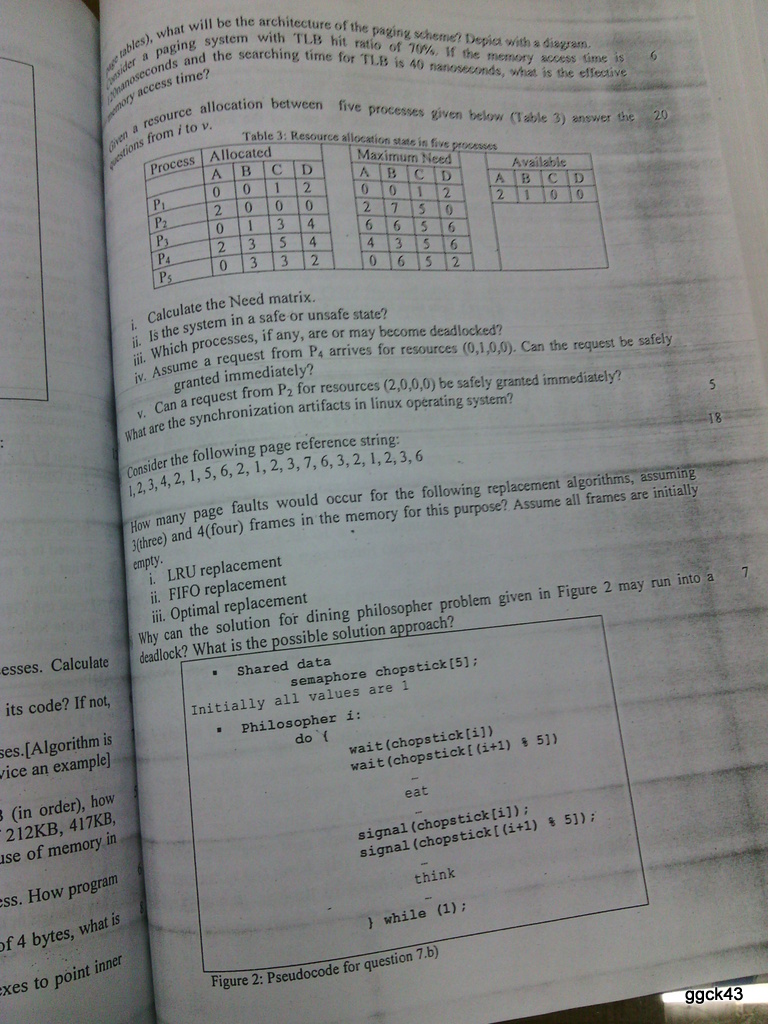 esses. Calculate
its code? If not,
ses.[Algorithm is
vice an example]
3 (in order), how
212KB, 417KB,
use of memory in
ess. How program
of 4 bytes, what is
exes to point inner
tables), what will be the architecture of the paging scheme? Depict with a diagram.
Consider a paging system with TLB hit ratio of 70%. If the memory access time is 6
120nanoseconds and the searching time for TLB is 40 nanoseconds, what is the effective
memory access time?
Given a resource allocation between five processes given below (Table 3) answer the 20
questions from i to v.
Table 3: Resource allocation state in five processes
Process Allocated Maximum Need Available
A B C D A B C D A B C D
0 0 1 2 0 0 1 2 2 1 0 0
P1 2 0 0 0 2 7 5 0
P2 0 1 3 4 6 6 5 6
P3 2 3 5 4 4 3 5 6
P4 0 3 3 2 0 6 5 2
P5
i. Calculate the Need matrix.
ii. Is the system in a safe or unsafe state?
iii. Which processes, if any, are or may become deadlocked?
iv. Assume a request from P4 arrives for resources (0,1,0,0). Can the request be safely
granted immediately?
v. Can a request from P2 for resources (2,0,0,0) be safely granted immediately?
What are the synchronization artifacts in linux operating system? 5
Consider the following page reference string: 18
1, 2, 3, 4, 2, 1, 5, 6, 2, 1, 2, 3, 7, 6, 3, 2, 1, 2, 3, 6
How many page faults would occur for the following replacement algorithms, assuming
3(three) and 4(four) frames in the memory for this purpose? Assume all frames are initially
empty.
i. LRU replacement
ii. FIFO replacement
iii. Optimal replacement
Why can the solution for dining philosopher problem given in Figure 2 may run into a 7
deadlock? What is the possible solution approach?
▪ Shared data
semaphore chopstick[5];
Initially all values are 1
▪ Philosopher i:
do {
wait(chopstick[i])
wait(chopstick[(i+1) % 5])
…
eat
…
signal(chopstick[i]);
signal(chopstick[(i+1) % 5]);
…
think
…
} while (1);
Figure 2: Pseudocode for question 7.b)
ggck43